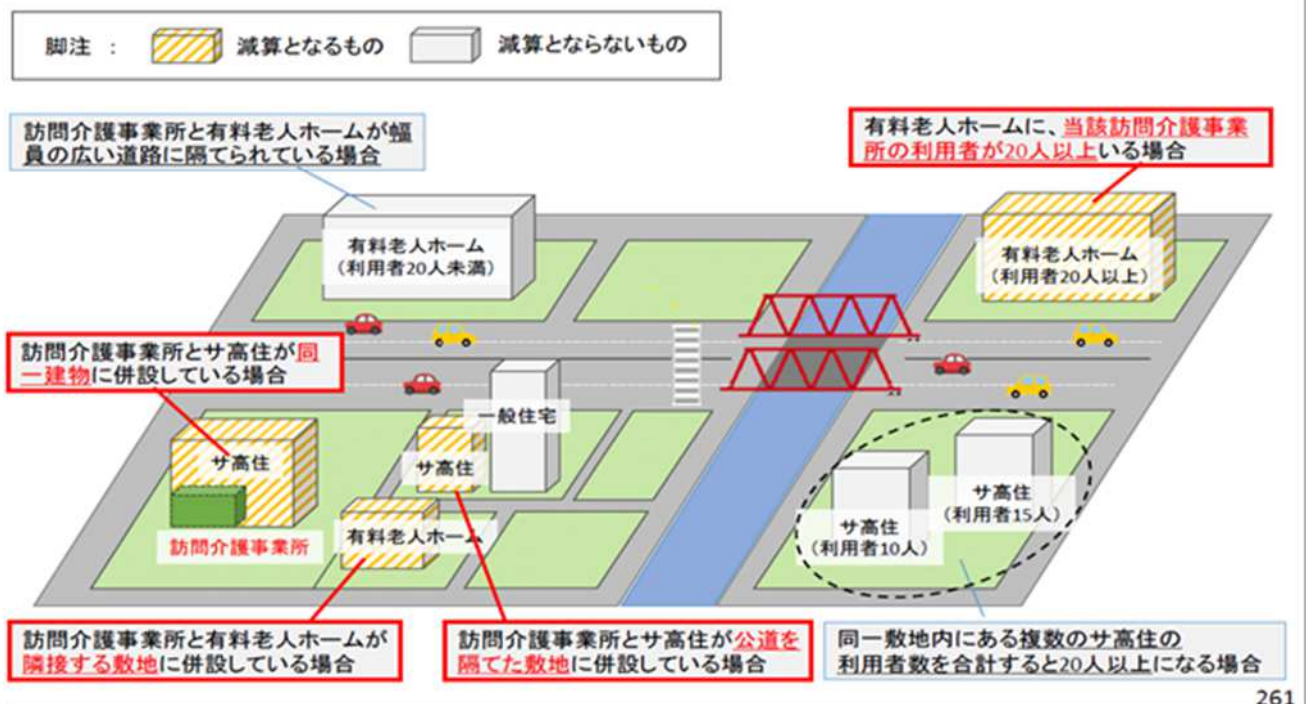 脚注 : 減算となるもの 減算とならないもの
訪問介護事業所と有料老人ホームが幅
員の広い道路に隔てられている場合
有料老人ホームに、当該訪問介護事業
所の利用者が20人以上いる場合
有料老人ホーム
(利用者20人未満)
有料老人ホーム
(利用者20人以上)
訪問介護事業所とサ高住が同
一建物に併設している場合
一般住宅
サ高住
サ高住
訪問介護事業所
有料老人ホーム
サ高住
(利用者15人)
サ高住
(利用者10人)
訪問介護事業所と有料老人ホームが
隣接する敷地に併設している場合
訪問介護事業所とサ高住が公道を
隔てた敷地に併設している場合
同一敷地内にある複数のサ高住の
利用者数を合計すると20人以上になる場合
261